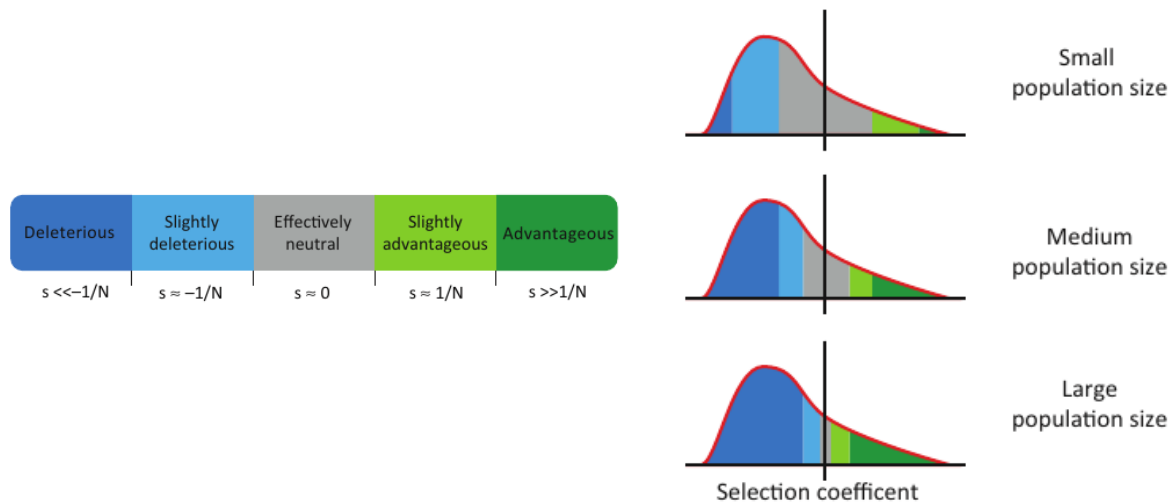 Deleterious
Slightly
deleterious
Effectively
neutral
Slightly
advantageous
Advantageous
s <<–1/N
s ≈ –1/N
s ≈ 0
s ≈ 1/N
s >>1/N
Small
population size
Medium
population size
Large
population size
Selection coefficent